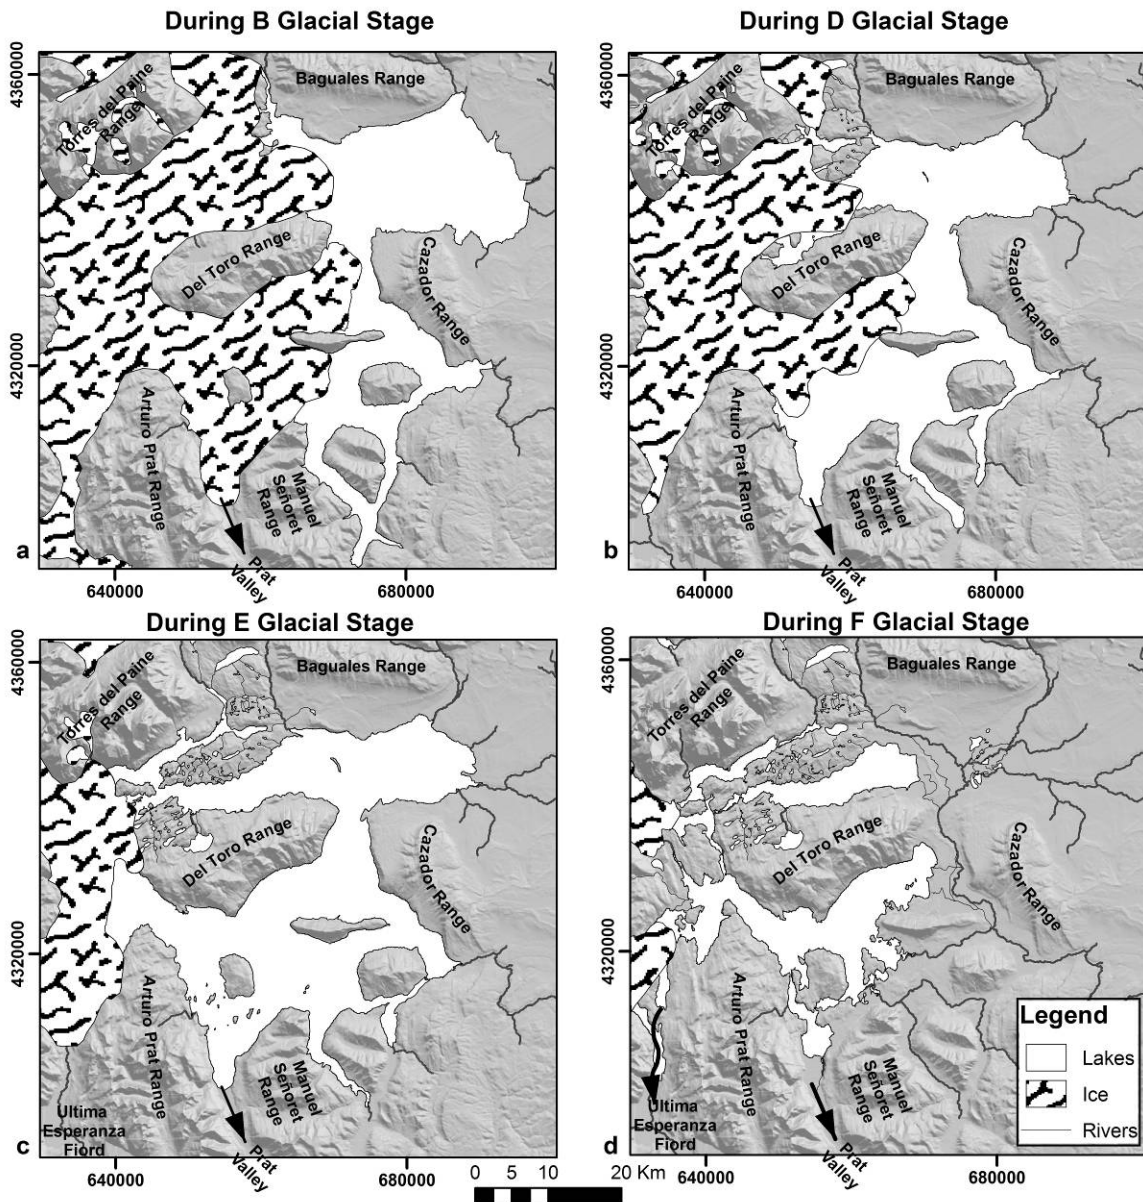 During B Glacial Stage
4360000
4320000
Torres del Paine
Range
Baguales Range
Del Toro Range
Cazador Range
Arturo Prat Range
Manuel
Señoret
Range
a
Prat
Valley
640000
680000
During D Glacial Stage
4360000
4320000
Torres del Paine
Range
Baguales Range
Del Toro Range
Cazador Range
Arturo Prat Range
Manuel
Señoret
Range
b
Prat
Valley
640000
680000
During E Glacial Stage
4360000
4320000
Torres del Paine
Range
Baguales Range
Del Toro Range
Cazador Range
Arturo Prat Range
Manuel
Señoret
Range
Ultima
Esperanza
Fiord
c
Prat
Valley
640000
680000
During F Glacial Stage
4360000
4320000
Torres del Paine
Range
Baguales Range
Del Toro Range
Cazador Range
Arturo Prat Range
Manuel
Señoret
Range
Ultima
Esperanza
Fiord
d
Prat
Valley
640000
680000
Legend
Lakes
Ice
Rivers
0 5 10 20 Km